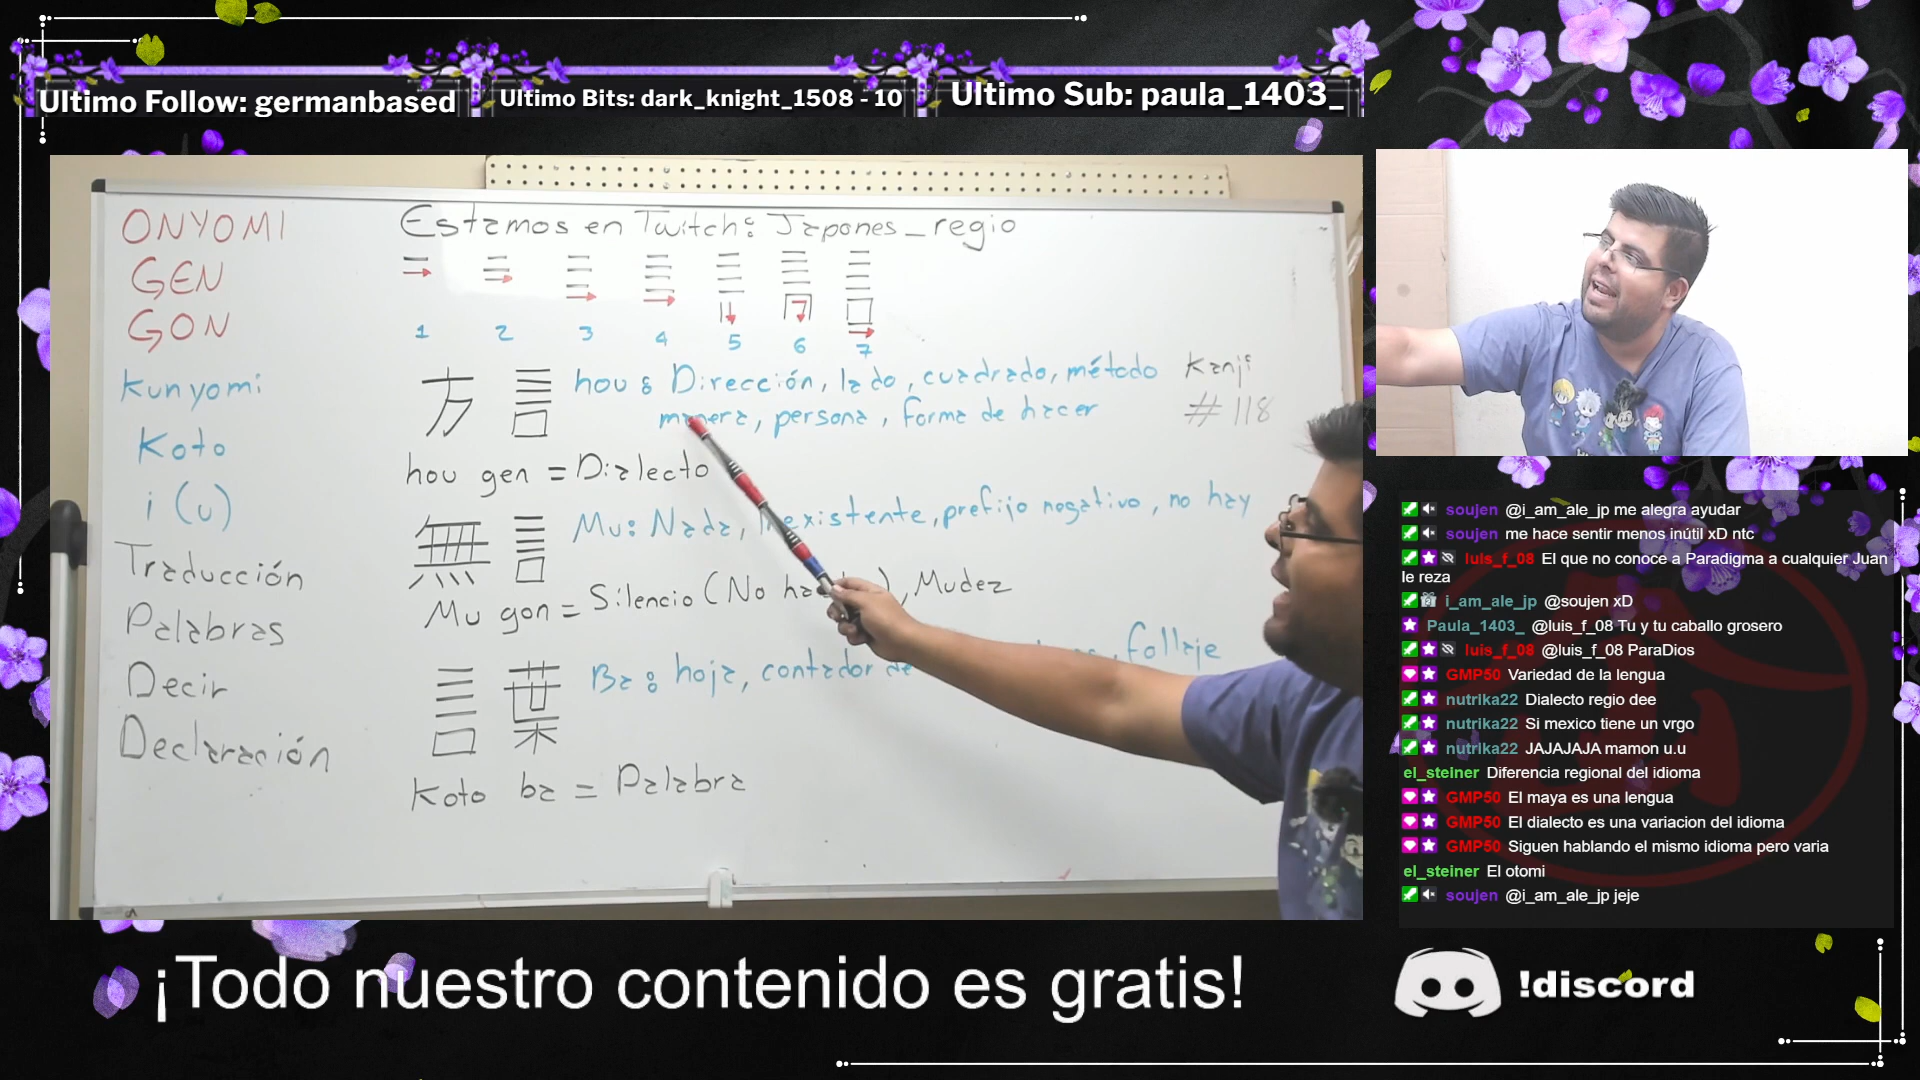 Ultimo Follow: germanbased
Ultimo Bits: dark_knight_1508 - 10
Ultimo Sub: paula_1403_
ONYOMI
GEN
GON
Kunyomi
Koto
i (u)
Traducción
Palabras
Decir
Declaración
Estamos en Twitch: Japones_regio
1 2 3 4 5 6 7
方言 hou: Dirección, lado, cuadrado, método
manera, persona, forma de hacer
Kanji
#118
hou gen = Dialecto
無言 Mu: Nada, Inexistente, prefijo negativo, no hay
Mu gon = Silencio (No ha), Mudez
言葉 Ba: hoja, contador de, follaje
Koto ba = Palabra
soujen @i_am_ale_jp me alegra ayudar
soujen me hace sentir menos inútil xD ntc
luis_f_08 El que no conoce a Paradigma a cualquier Juan
le reza
i_am_ale_jp @soujen xD
Paula_1403_ @luis_f_08 Tu y tu caballo grosero
luis_f_08 @luis_f_08 ParaDios
GMP50 Variedad de la lengua
nutrika22 Dialecto regio dee
nutrika22 Si mexico tiene un vrgo
nutrika22 JAJAJAJA mamon u.u
el_steiner Diferencia regional del idioma
GMP50 El maya es una lengua
GMP50 El dialecto es una variacion del idioma
GMP50 Siguen hablando el mismo idioma pero varia
el_steiner El otomi
soujen @i_am_ale_jp jeje
¡Todo nuestro contenido es gratis!
!discord